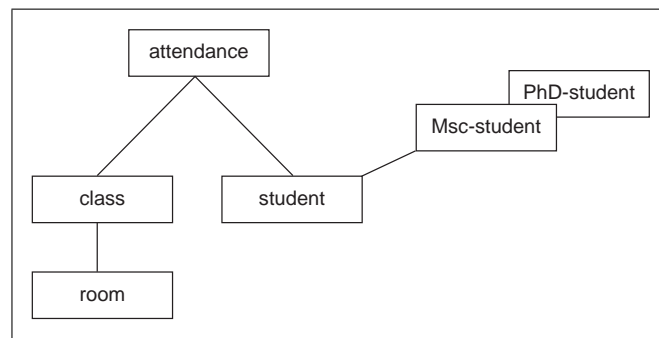 attendance
PhD-student
Msc-student
class
student
room